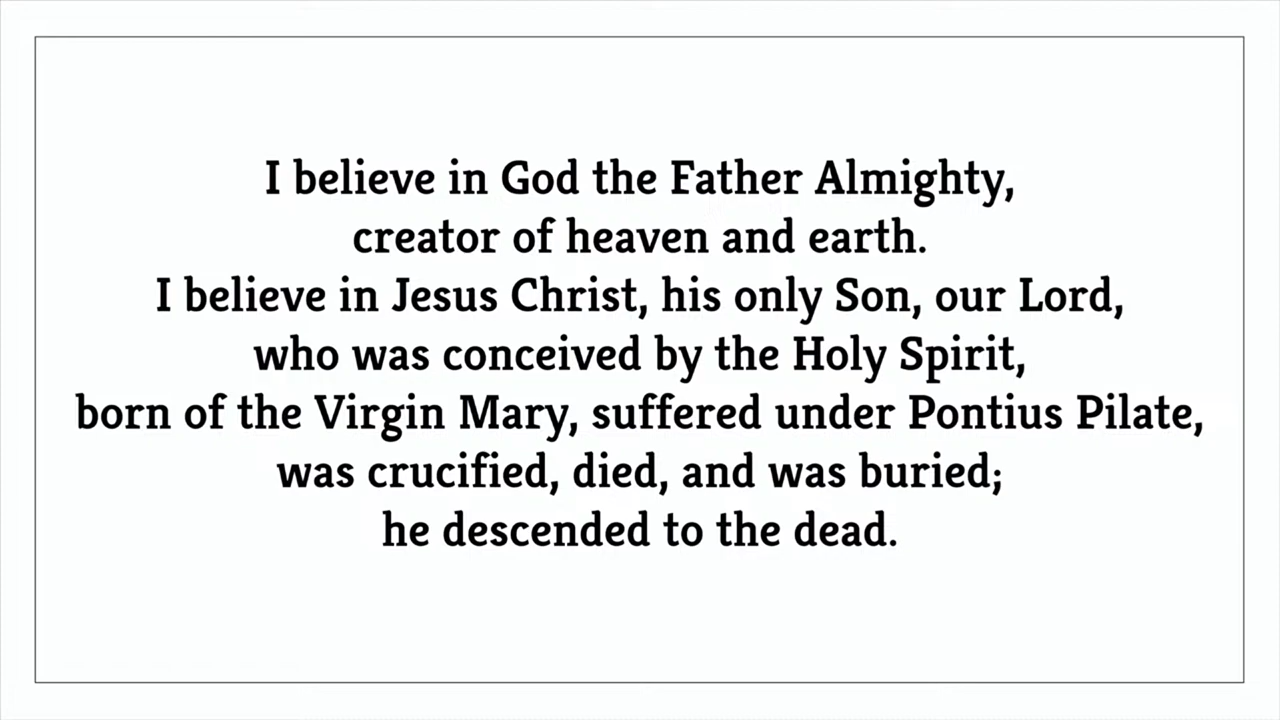 I believe in God the Father Almighty,
creator of heaven and earth.
I believe in Jesus Christ, his only Son, our Lord,
who was conceived by the Holy Spirit,
born of the Virgin Mary, suffered under Pontius Pilate,
was crucified, died, and was buried;
he descended to the dead.